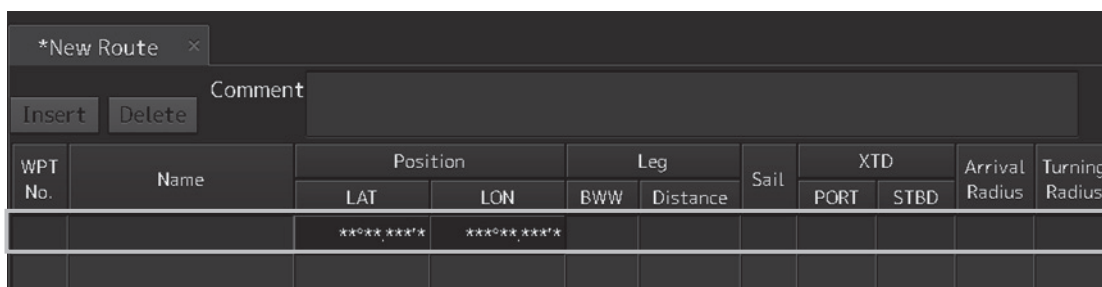 *New Route ×
Comment
Insert Delete
WPT No. Name Position Leg Sail XTD Arrival Radius Turning Radius
LAT LON BWW Distance PORT STBD
**°**.***'* ***°**.***'*